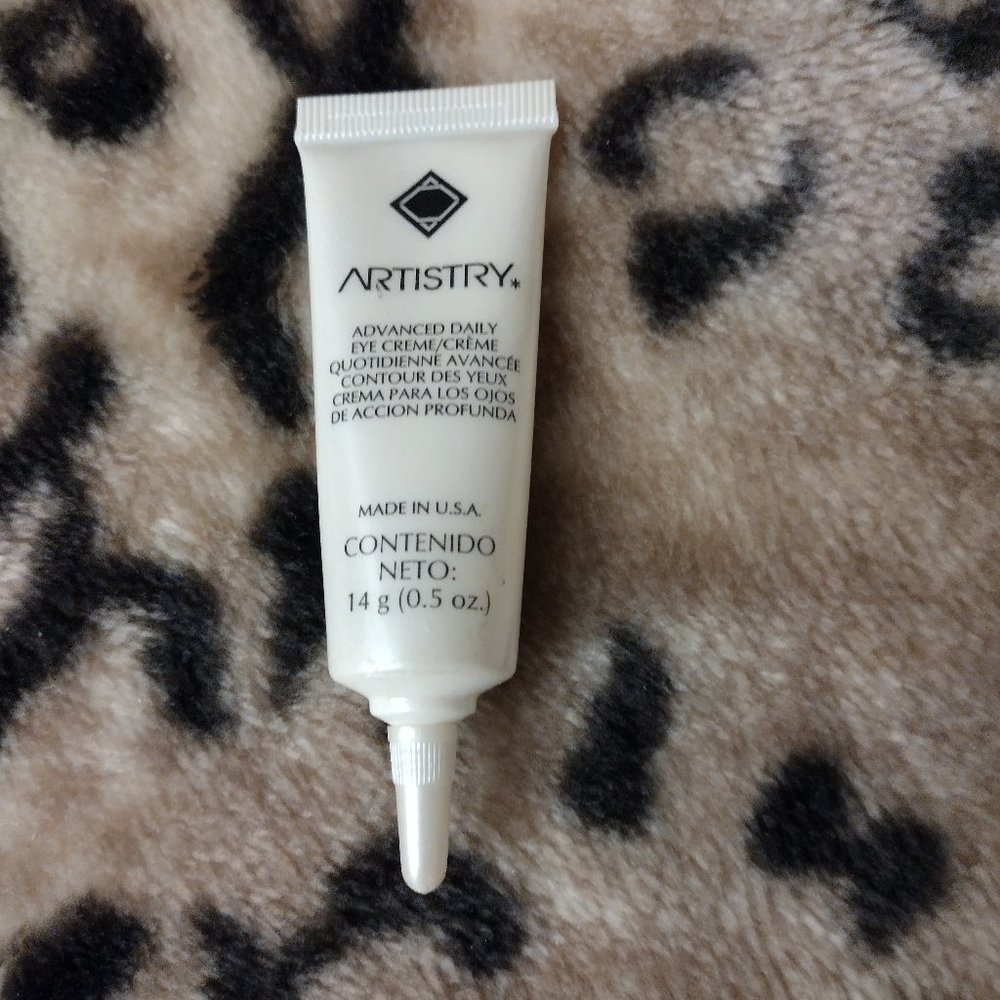 ARTISTRY*
ADVANCED DAILY
EYE CREME/CRÈME
QUOTIDIENNE AVANCÉE
CONTOUR DES YEUX
CREMA PARA LOS OJOS
DE ACCION PROFUNDA
MADE IN U.S.A.
CONTENIDO
NETO:
14 g (0.5 oz.)